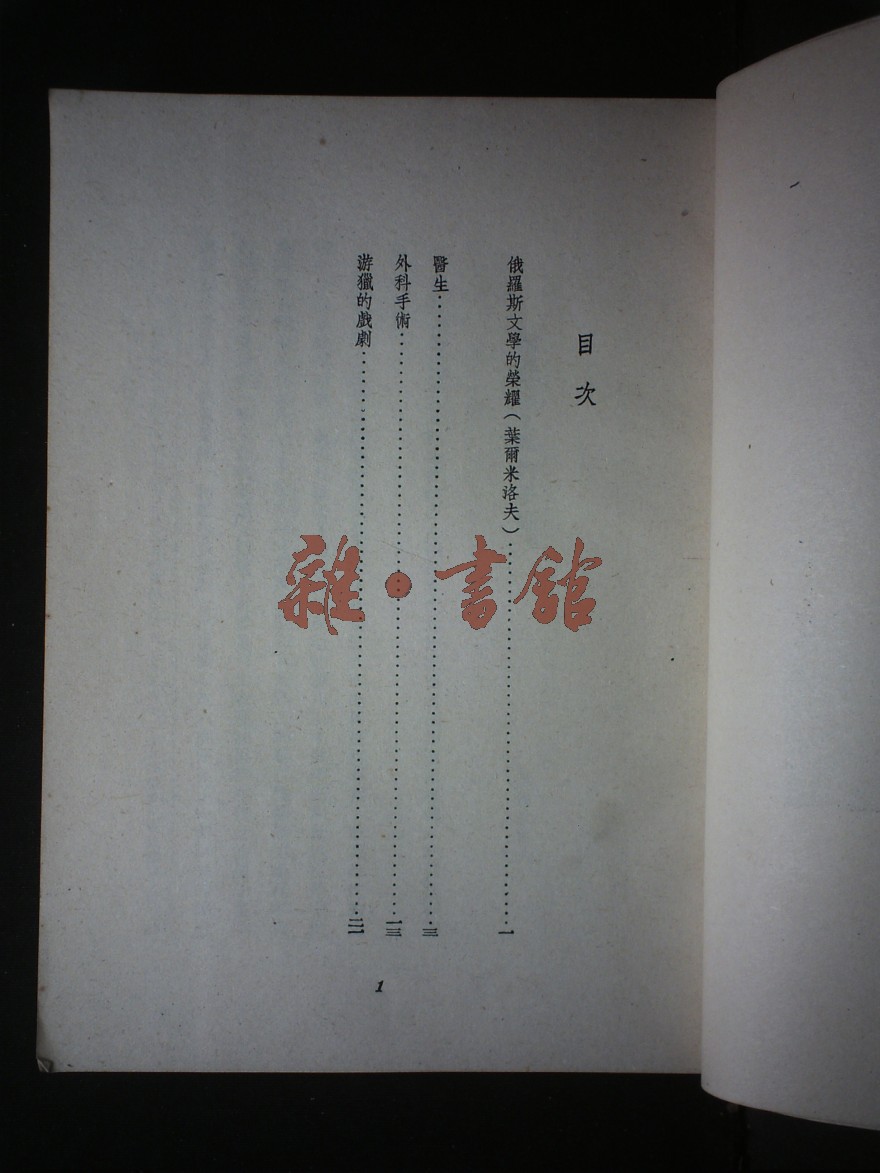 目次
俄羅斯文學的榮耀(葉爾米洛夫)……一
醫生……三
外科手術……一三
游獵的戲劇……二一
1
雜·書館